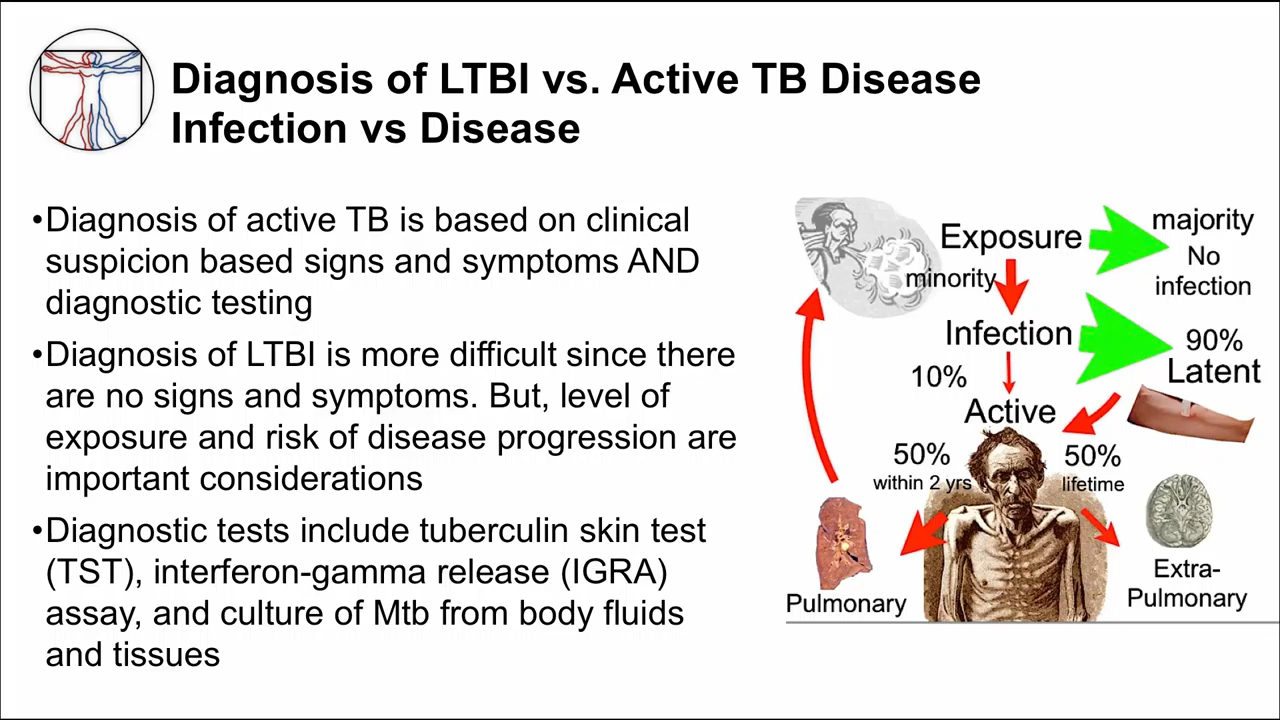 Diagnosis of LTBI vs. Active TB Disease
Infection vs Disease
•Diagnosis of active TB is based on clinical
suspicion based signs and symptoms AND
diagnostic testing
•Diagnosis of LTBI is more difficult since there
are no signs and symptoms. But, level of
exposure and risk of disease progression are
important considerations
•Diagnostic tests include tuberculin skin test
(TST), interferon-gamma release (IGRA)
assay, and culture of Mtb from body fluids
and tissues
Exposure
majority
No
infection
minority
Infection
90%
Latent
10%
Active
50%
within 2 yrs
50%
lifetime
Pulmonary
Extra-
Pulmonary